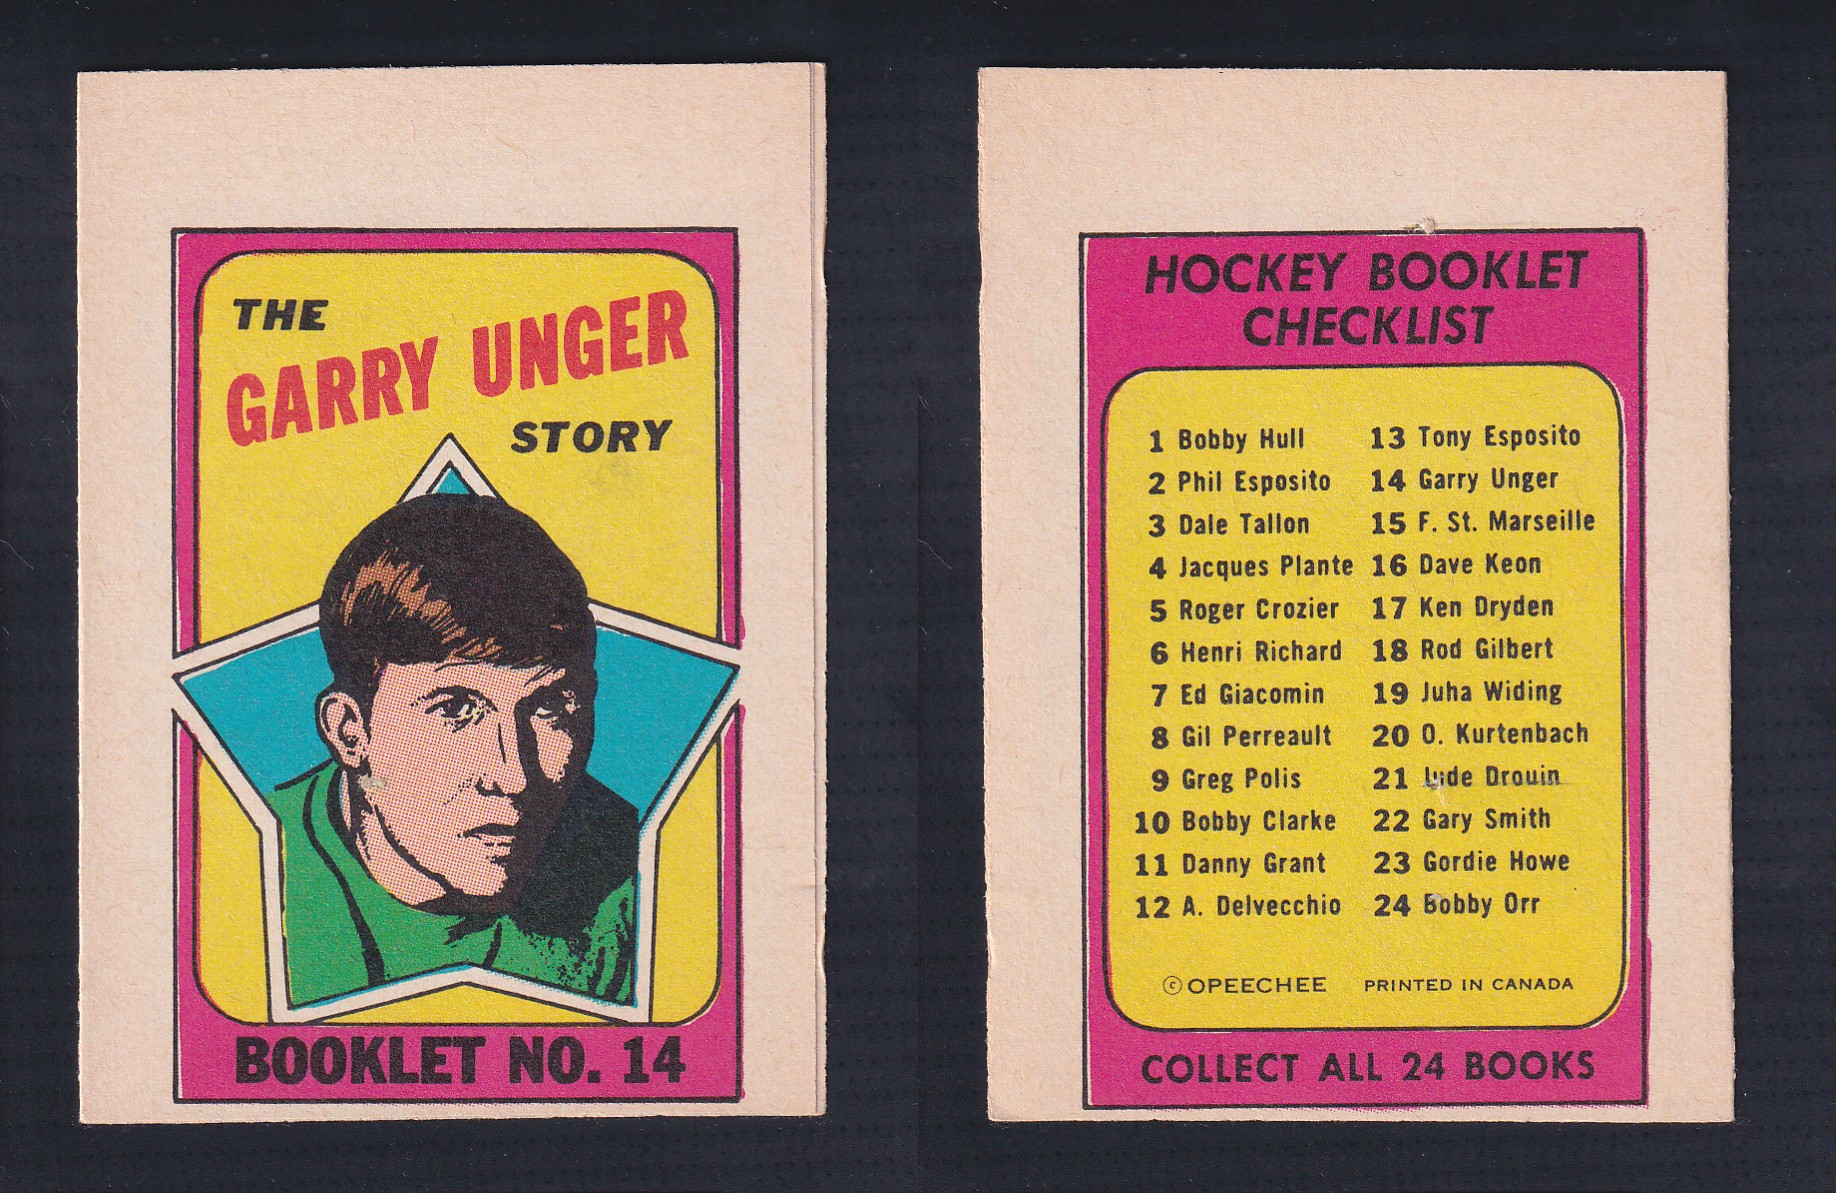 THE
GARRY UNGER
STORY
BOOKLET NO. 14
HOCKEY BOOKLET
CHECKLIST
1 Bobby Hull
2 Phil Esposito
3 Dale Tallon
4 Jacques Plante
5 Roger Crozier
6 Henri Richard
7 Ed Giacomin
8 Gil Perreault
9 Greg Polis
10 Bobby Clarke
11 Danny Grant
12 A. Delvecchio
13 Tony Esposito
14 Garry Unger
15 F. St. Marseille
16 Dave Keon
17 Ken Dryden
18 Rod Gilbert
19 Juha Widing
20 O. Kurtenbach
21 Jude Drouin
22 Gary Smith
23 Gordie Howe
24 Bobby Orr
© OPEECHEE PRINTED IN CANADA
COLLECT ALL 24 BOOKS